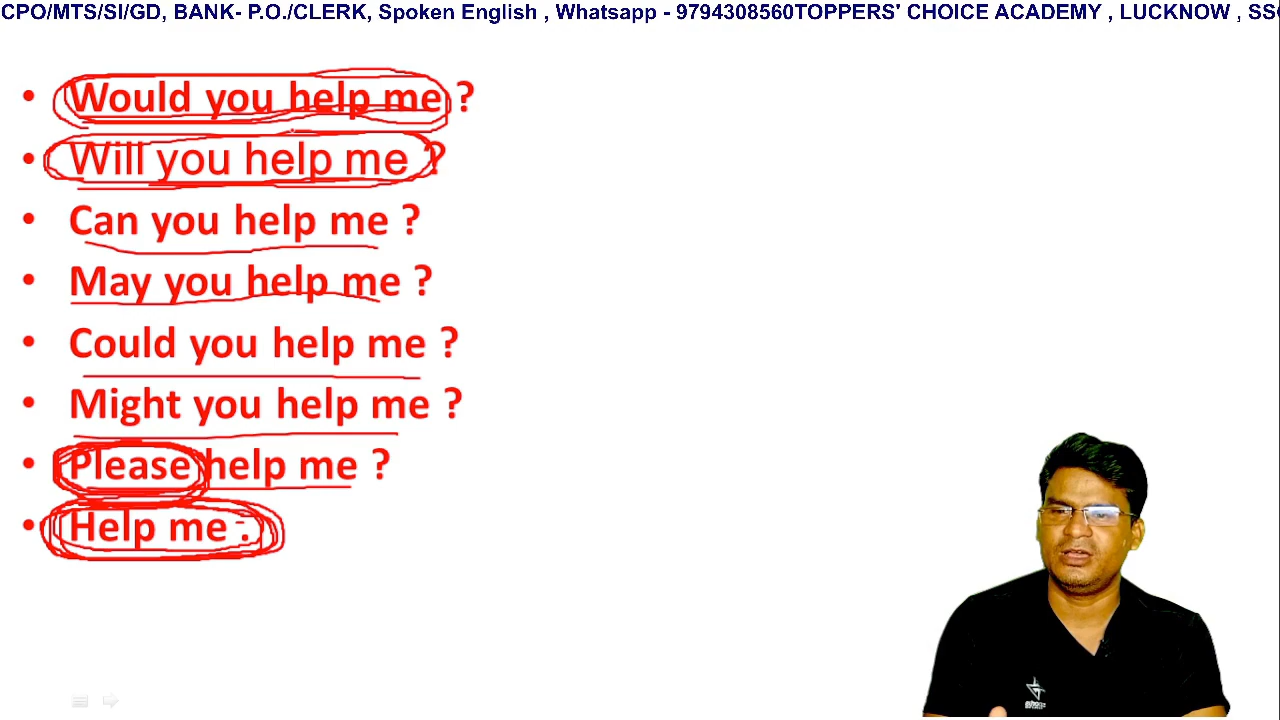 CPO/MTS/SI/GD, BANK- P.O./CLERK, Spoken English , Whatsapp - 9794308560TOPPERS' CHOICE ACADEMY , LUCKNOW , SSC
• Would you help me ?
• Will you help me ?
• Can you help me ?
• May you help me ?
• Could you help me ?
• Might you help me ?
• Please help me ?
• Help me .